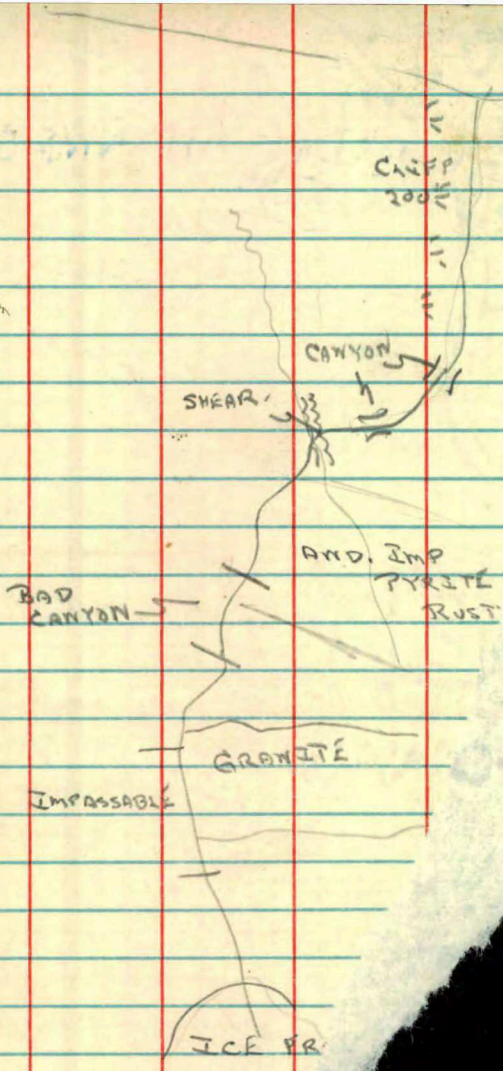 CLIFF
200'
CANYON
SHEAR
AND. IMP
PYRITE
RUST
BAD
CANYON
GRANITE
IMPASSABLE
ICE FR